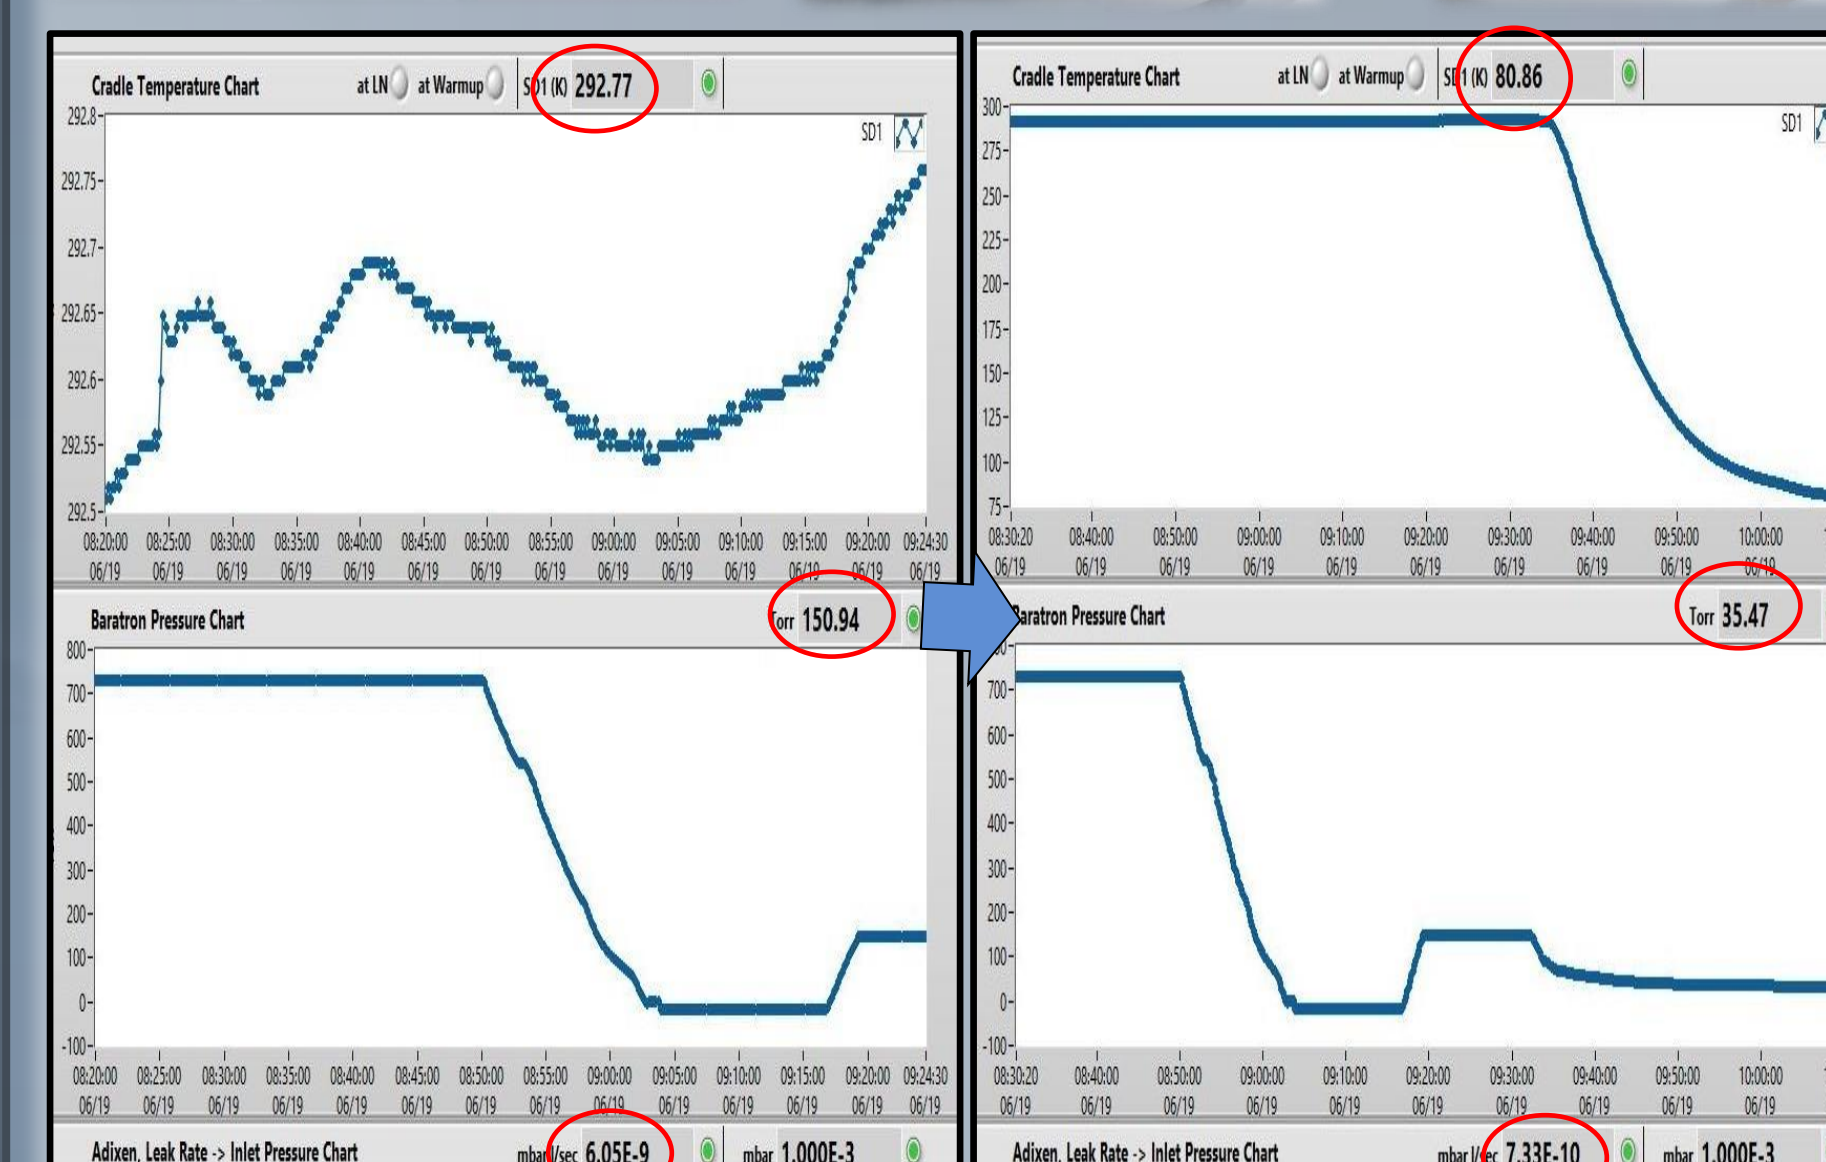 Cradle Temperature Chart at LN at Warmup SD1 (K) 292.77
SD1
292.8
292.75
292.7
292.65
292.6
292.55
292.5
08:20:00 08:25:00 08:30:00 08:35:00 08:40:00 08:45:00 08:50:00 08:55:00 09:00:00 09:05:00 09:10:00 09:15:00 09:20:00 09:24:30
06/19 06/19 06/19 06/19 06/19 06/19 06/19 06/19 06/19 06/19 06/19 06/19 06/19 06/19
Baratron Pressure Chart Torr 150.94
800
700
600
500
400
300
200
100
0
-100
08:20:00 08:25:00 08:30:00 08:35:00 08:40:00 08:45:00 08:50:00 08:55:00 09:00:00 09:05:00 09:10:00 09:15:00 09:20:00 09:24:30
06/19 06/19 06/19 06/19 06/19 06/19 06/19 06/19 06/19 06/19 06/19 06/19 06/19 06/19
Adixen, Leak Rate -> Inlet Pressure Chart mbar l/sec 6.05E-9 mbar 1.000E-3
Cradle Temperature Chart at LN at Warmup SD1 (K) 80.86
SD1
300
275
250
225
200
175
150
125
100
75
08:30:20 08:40:00 08:50:00 09:00:00 09:10:00 09:20:00 09:30:00 09:40:00 09:50:00 10:00:00
06/19 06/19 06/19 06/19 06/19 06/19 06/19 06/19 06/19 06/19
Baratron Pressure Chart Torr 35.47
700
600
500
400
300
200
100
0
-100
08:30:20 08:40:00 08:50:00 09:00:00 09:10:00 09:20:00 09:30:00 09:40:00 09:50:00 10:00:00
06/19 06/19 06/19 06/19 06/19 06/19 06/19 06/19 06/19 06/19
Adixen, Leak Rate -> Inlet Pressure Chart mbar l/sec 7.33E-10 mbar 1.000E-3